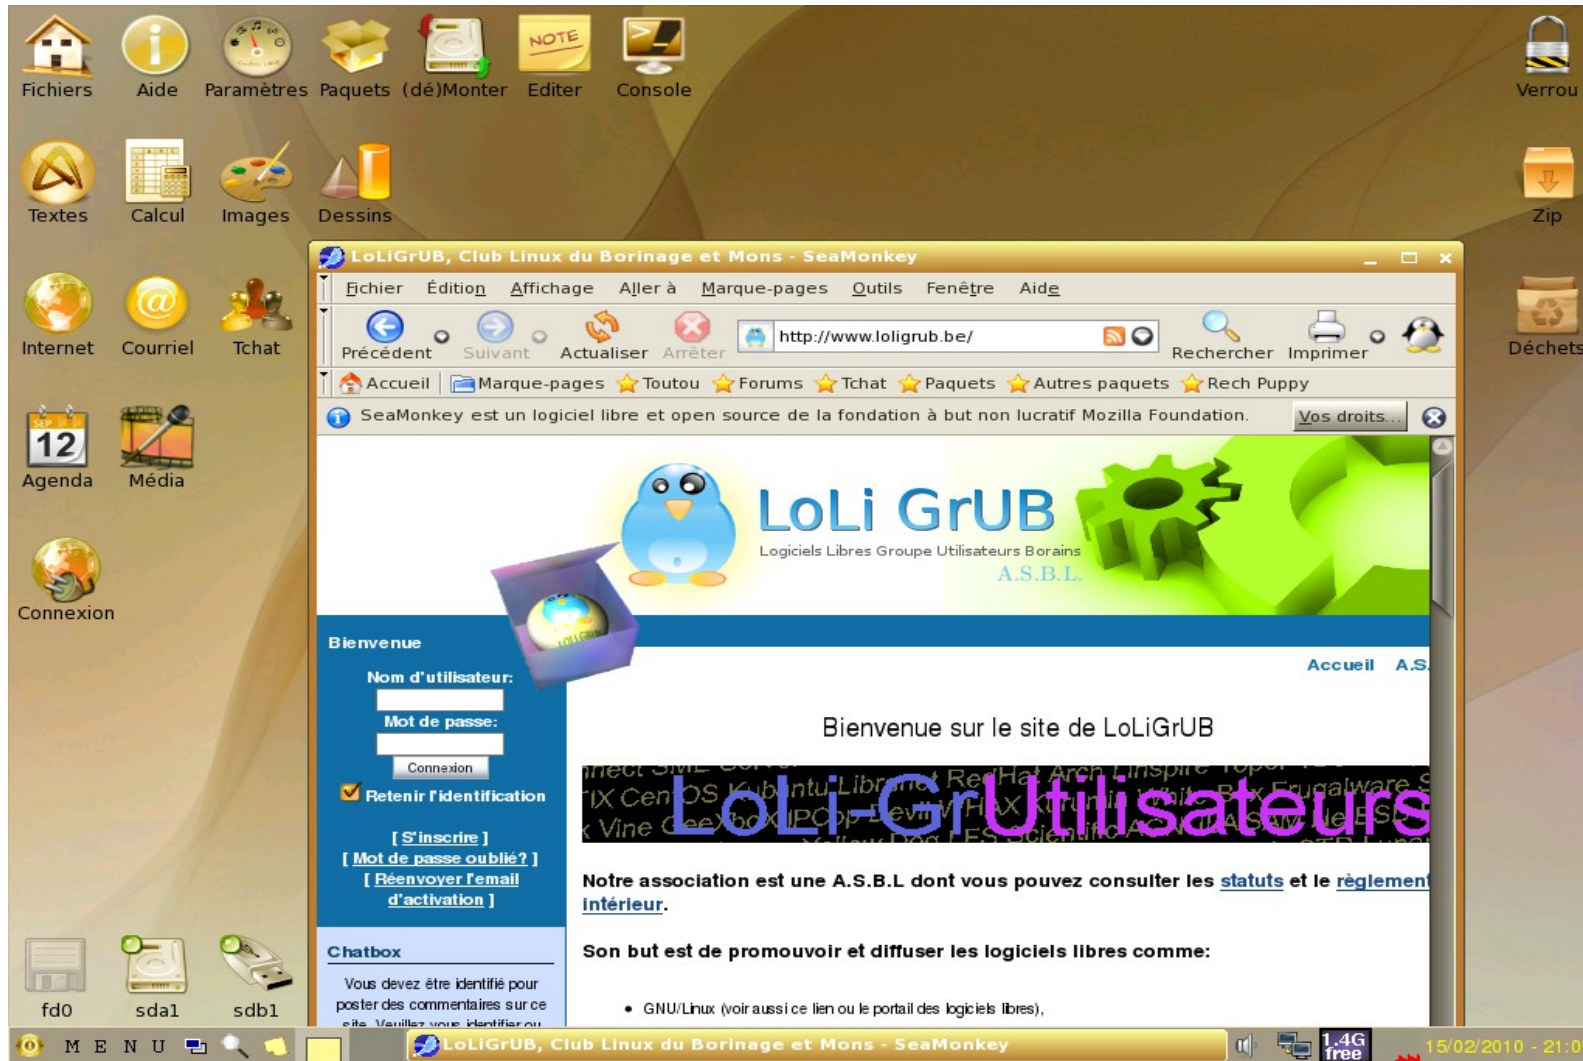 NOTE
Fichiers Aide Paramètres Paquets (dé)Monter Editer Console Verrou
Textes Calcul Images Dessins Zip
Internet Courriel Tchat Déchets
SEP
12
Agenda Média
Connexion
fd0 sda1 sdb1
LoLiGrUB, Club Linux du Borinage et Mons - SeaMonkey
Fichier Édition Affichage Aller à Marque-pages Outils Fenêtre Aide
http://www.loligrub.be/
Précédent Suivant Actualiser Arrêter Rechercher Imprimer
Accueil Marque-pages Toutou Forums Tchat Paquets Autres paquets Rech Puppy
SeaMonkey est un logiciel libre et open source de la fondation à but non lucratif Mozilla Foundation. Vos droits...
LoLi GrUB
Logiciels Libres Groupe Utilisateurs Borains
A.S.B.L.
Bienvenue
Nom d'utilisateur:
Mot de passe:
Connexion
Retenir l'identification
[ S'inscrire ]
[ Mot de passe oublié? ]
[ Réenvoyer l'email
d'activation ]
Chatbox
Vous devez être identifié pour
poster des commentaires sur ce
site. Veuillez vous identifier ou
Accueil A.S.
Bienvenue sur le site de LoLiGrUB
LoLi-GrUtilisateurs
Notre association est une A.S.B.L dont vous pouvez consulter les statuts et le règlement
intérieur.
Son but est de promouvoir et diffuser les logiciels libres comme:
• GNU/Linux (voir aussi ce lien ou le portail des logiciels libres),
MENU LoLiGrUB, Club Linux du Borinage et Mons - SeaMonkey 1.4G
free 15/02/2010 - 21:0